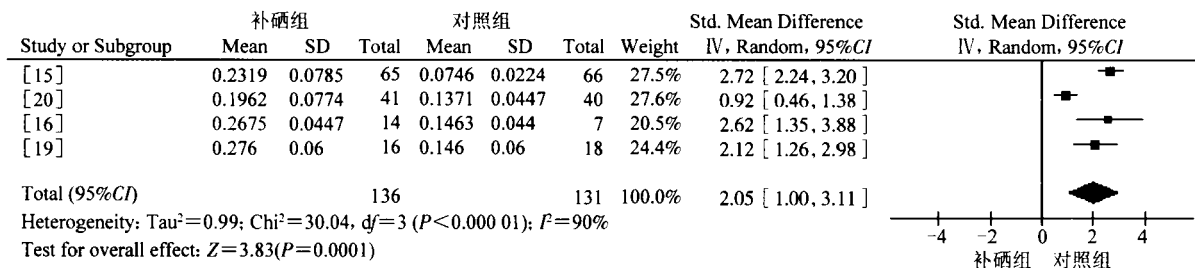 补硒组 对照组 Std. Mean Difference Std. Mean Difference
Study or Subgroup Mean SD Total Mean SD Total Weight Ⅳ, Random, 95%CI Ⅳ, Random, 95%CI
[15] 0.2319 0.0785 65 0.0746 0.0224 66 27.5% 2.72 [2.24, 3.20]
[20] 0.1962 0.0774 41 0.1371 0.0447 40 27.6% 0.92 [0.46, 1.38]
[16] 0.2675 0.0447 14 0.1463 0.044 7 20.5% 2.62 [1.35, 3.88]
[19] 0.276 0.06 16 0.146 0.06 18 24.4% 2.12 [1.26, 2.98]
Total (95%CI) 136 131 100.0% 2.05 [1.00, 3.11]
Heterogeneity: Tau²=0.99; Chi²=30.04, df=3 (P<0.000 01); I²=90%
Test for overall effect: Z=3.83(P=0.0001)
−4 −2 0 2 4
补硒组 对照组